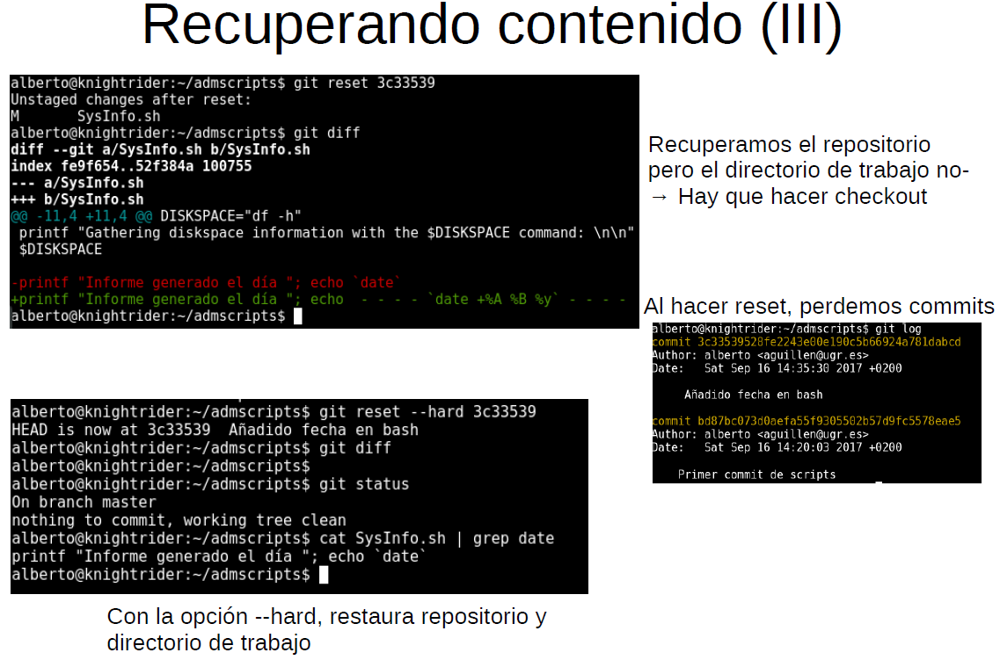 Recuperando contenido (III)
alberto@knightrider:~/admscripts$ git reset 3c33539
Unstaged changes after reset:
M       SysInfo.sh
alberto@knightrider:~/admscripts$ git diff
diff --git a/SysInfo.sh b/SysInfo.sh
index fe9f654..52f384a 100755
--- a/SysInfo.sh
+++ b/SysInfo.sh
@@ -11,4 +11,4 @@ DISKSPACE="df -h"
 printf "Gathering diskspace information with the $DISKSPACE command: \n\n"
 $DISKSPACE
-printf "Informe generado el día "; echo `date`
+printf "Informe generado el día "; echo  - - - - `date +%A %B %y` - - - -
alberto@knightrider:~/admscripts$
Recuperamos el repositorio
pero el directorio de trabajo no-
→ Hay que hacer checkout
Al hacer reset, perdemos commits
alberto@knightrider:~/admscripts$ git log
commit 3c33539528fe2243e00e190c5b66924a781dabcd
Author: alberto <aguillen@ugr.es>
Date:   Sat Sep 16 14:35:30 2017 +0200
Añadido fecha en bash
commit bd87bc073d0aefa55f9305502b57d9fc5578eae5
Author: alberto <aguillen@ugr.es>
Date:   Sat Sep 16 14:20:03 2017 +0200
Primer commit de scripts
alberto@knightrider:~/admscripts$ git reset --hard 3c33539
HEAD is now at 3c33539  Añadido fecha en bash
alberto@knightrider:~/admscripts$ git diff
alberto@knightrider:~/admscripts$
alberto@knightrider:~/admscripts$ git status
On branch master
nothing to commit, working tree clean
alberto@knightrider:~/admscripts$ cat SysInfo.sh | grep date
printf "Informe generado el día "; echo `date`
alberto@knightrider:~/admscripts$
Con la opción --hard, restaura repositorio y
directorio de trabajo